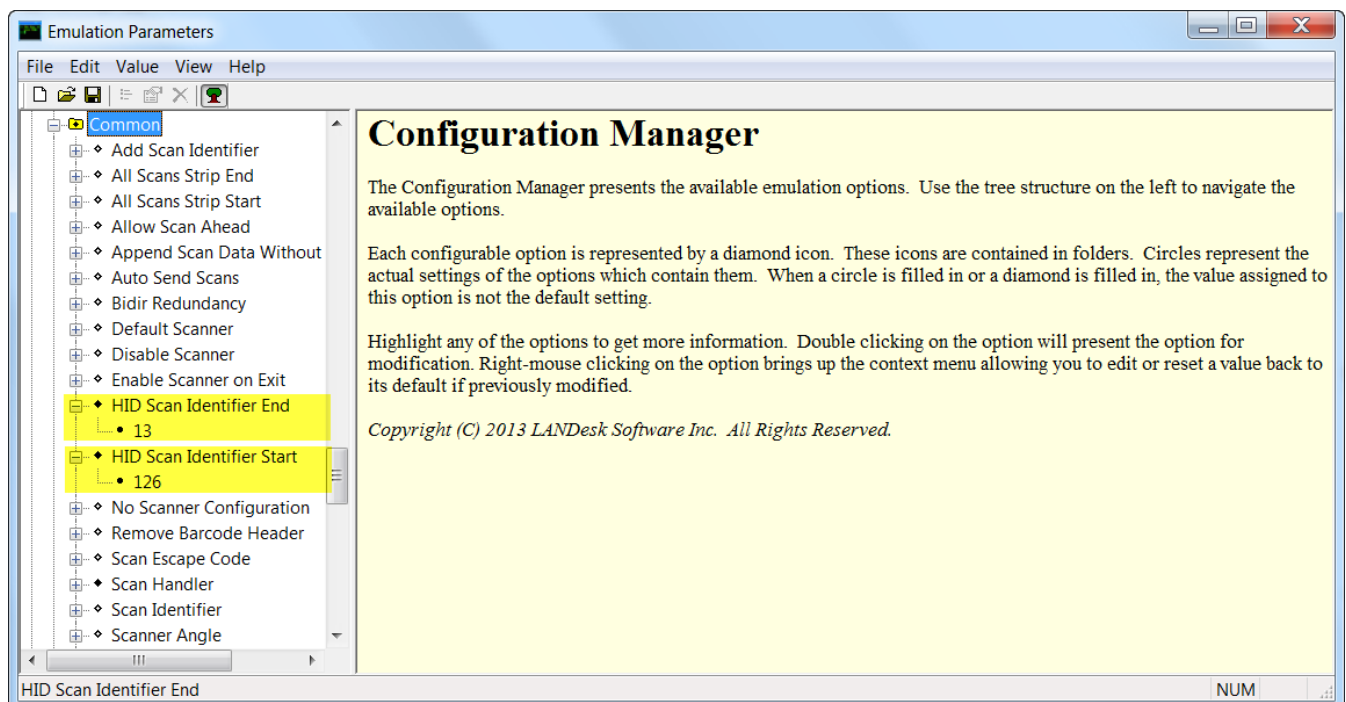 Emulation Parameters
File Edit Value View Help
Common
Add Scan Identifier
All Scans Strip End
All Scans Strip Start
Allow Scan Ahead
Append Scan Data Without
Auto Send Scans
Bidir Redundancy
Default Scanner
Disable Scanner
Enable Scanner on Exit
HID Scan Identifier End
13
HID Scan Identifier Start
126
No Scanner Configuration
Remove Barcode Header
Scan Escape Code
Scan Handler
Scan Identifier
Scanner Angle
Configuration Manager
The Configuration Manager presents the available emulation options. Use the tree structure on the left to navigate the
available options.
Each configurable option is represented by a diamond icon. These icons are contained in folders. Circles represent the
actual settings of the options which contain them. When a circle is filled in or a diamond is filled in, the value assigned to
this option is not the default setting.
Highlight any of the options to get more information. Double clicking on the option will present the option for
modification. Right-mouse clicking on the option brings up the context menu allowing you to edit or reset a value back to
its default if previously modified.
Copyright (C) 2013 LANDesk Software Inc. All Rights Reserved.
HID Scan Identifier End
NUM